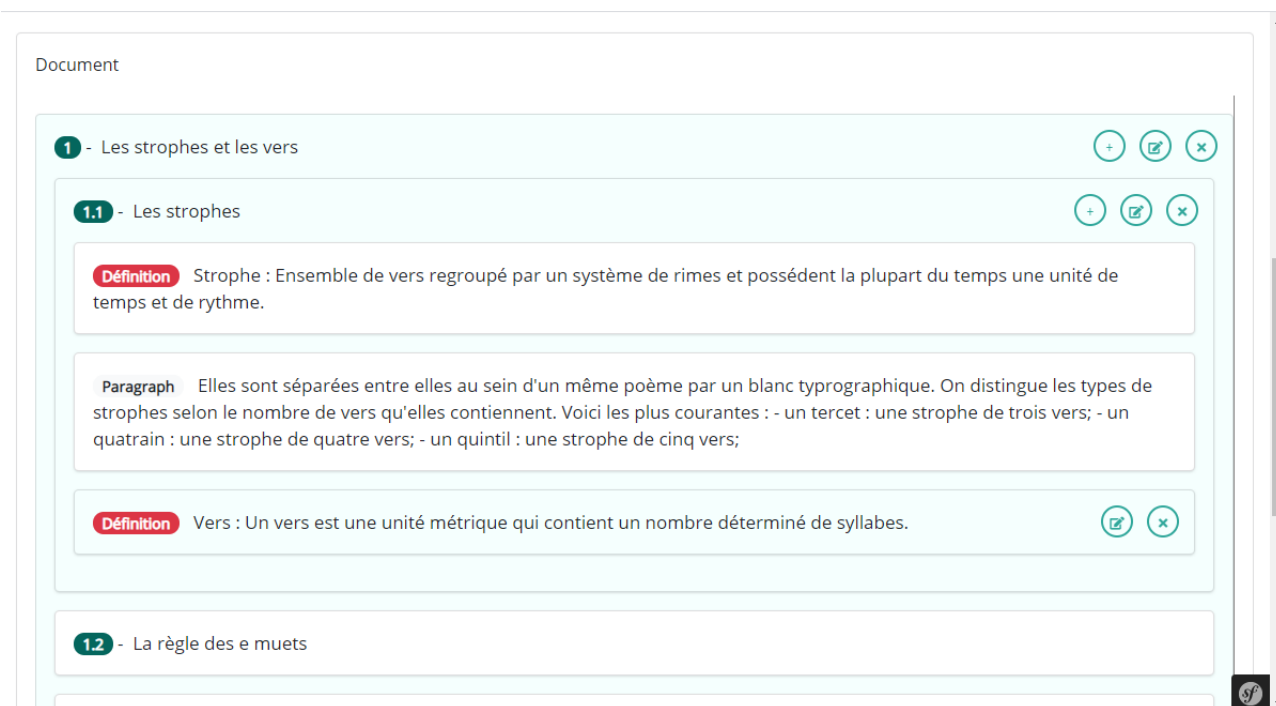 Document
1 - Les strophes et les vers
1.1 - Les strophes
Définition Strophe : Ensemble de vers regroupé par un système de rimes et possédent la plupart du temps une unité de
temps et de rythme.
Paragraph Elles sont séparées entre elles au sein d'un même poème par un blanc typrographique. On distingue les types de
strophes selon le nombre de vers qu'elles contiennent. Voici les plus courantes : - un tercet : une strophe de trois vers; - un
quatrain : une strophe de quatre vers; - un quintil : une strophe de cinq vers;
Définition Vers : Un vers est une unité métrique qui contient un nombre déterminé de syllabes.
1.2 - La règle des e muets
sf